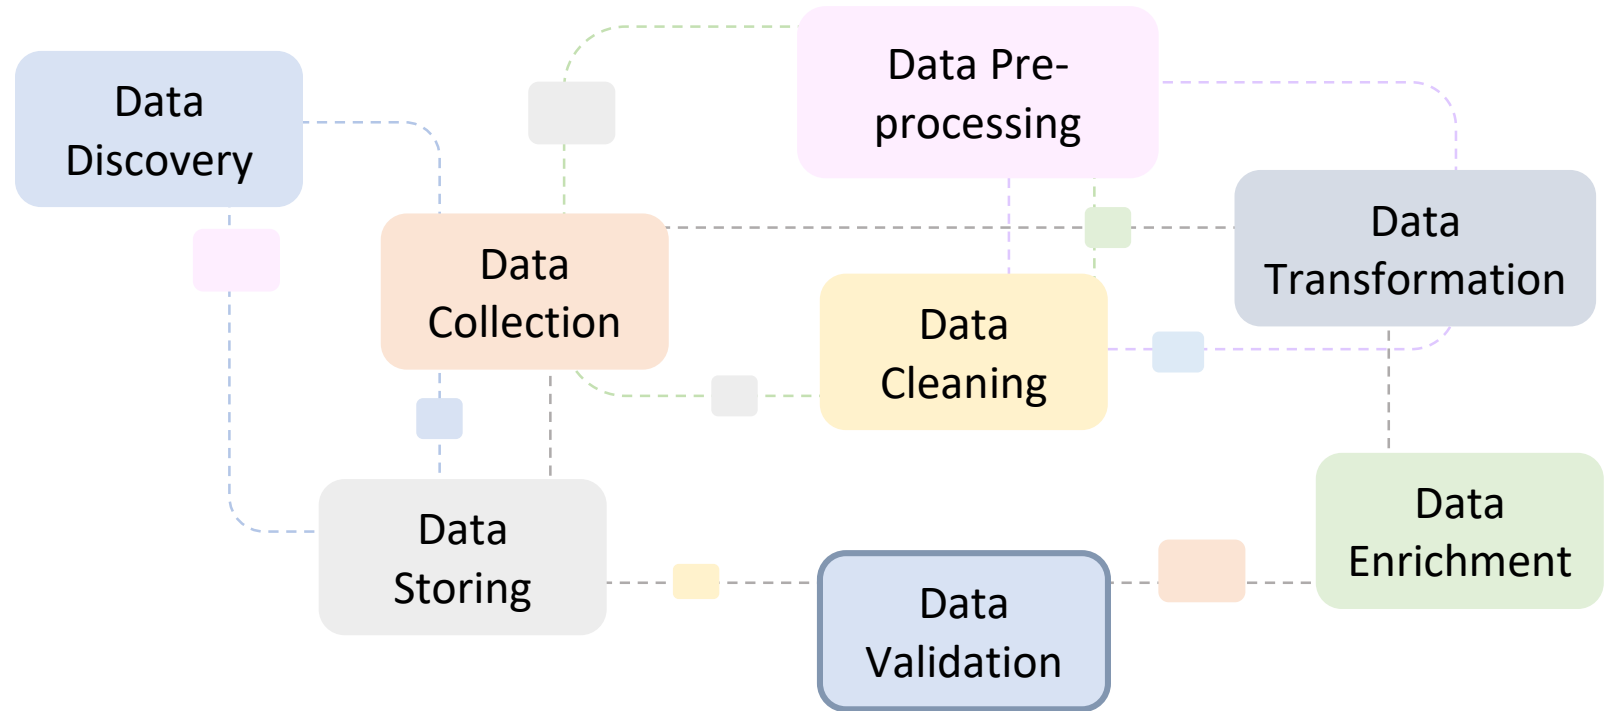 Data
Discovery
Data
Collection
Data
Storing
Data Pre-
processing
Data
Cleaning
Data
Validation
Data
Transformation
Data
Enrichment